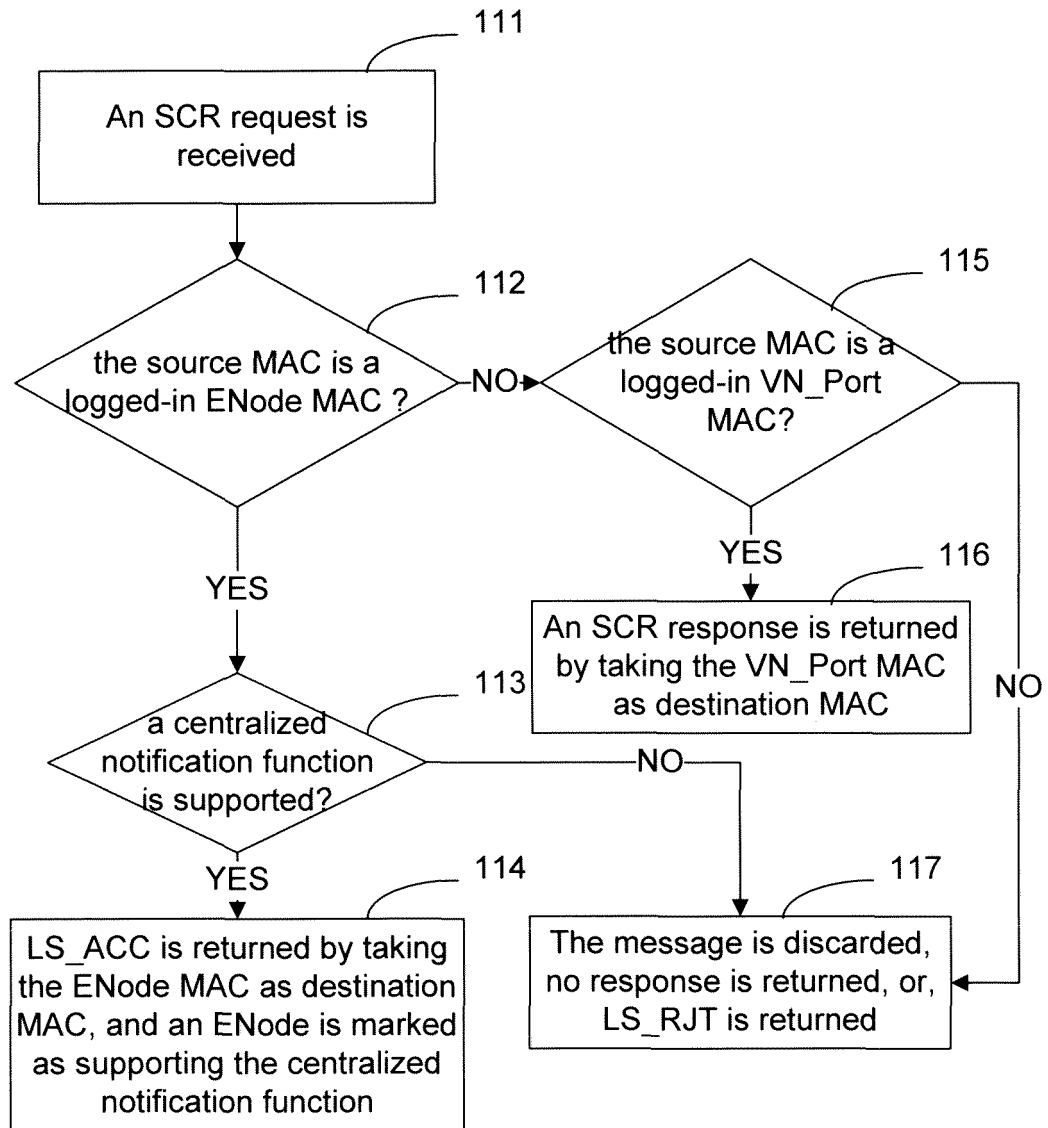 111
An SCR request is
received
112
the source MAC is a
logged-in ENode MAC ?
NO
115
the source MAC is a
logged-in VN_Port
MAC?
YES
YES
116
An SCR response is returned
by taking the VN_Port MAC
as destination MAC
NO
113
a centralized
notification function
is supported?
NO
YES
114
LS_ACC is returned by taking
the ENode MAC as destination
MAC, and an ENode is marked
as supporting the centralized
notification function
117
The message is discarded,
no response is returned, or,
LS_RJT is returned